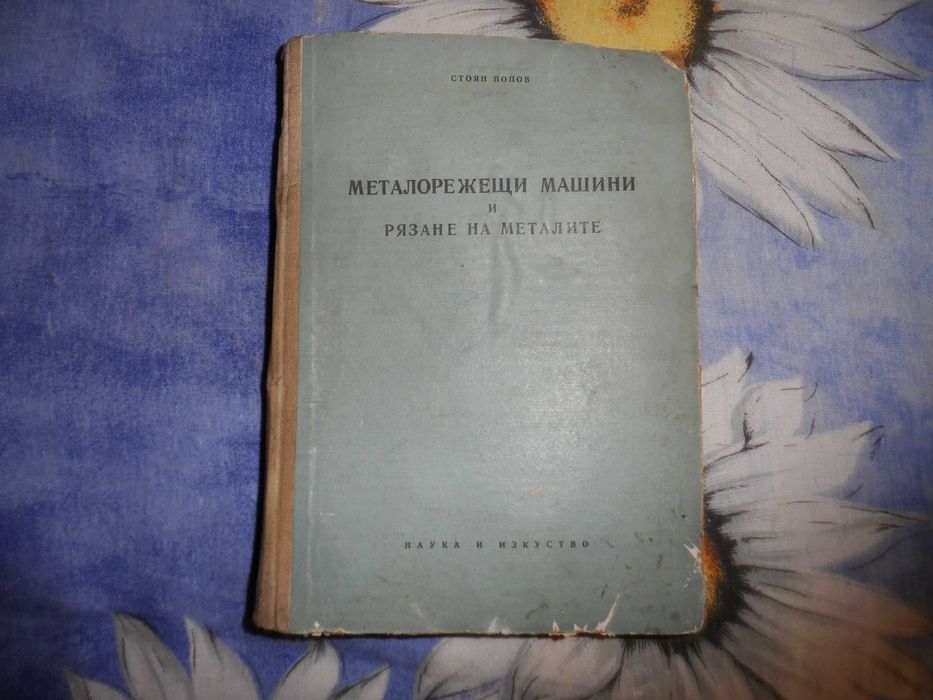 СТОЯН ПОПОВ
МЕТАЛОРЕЖЕЩИ МАШИНИ
И
РЯЗАНЕ НА МЕТАЛИТЕ
НАУКА И ИЗКУСТВО